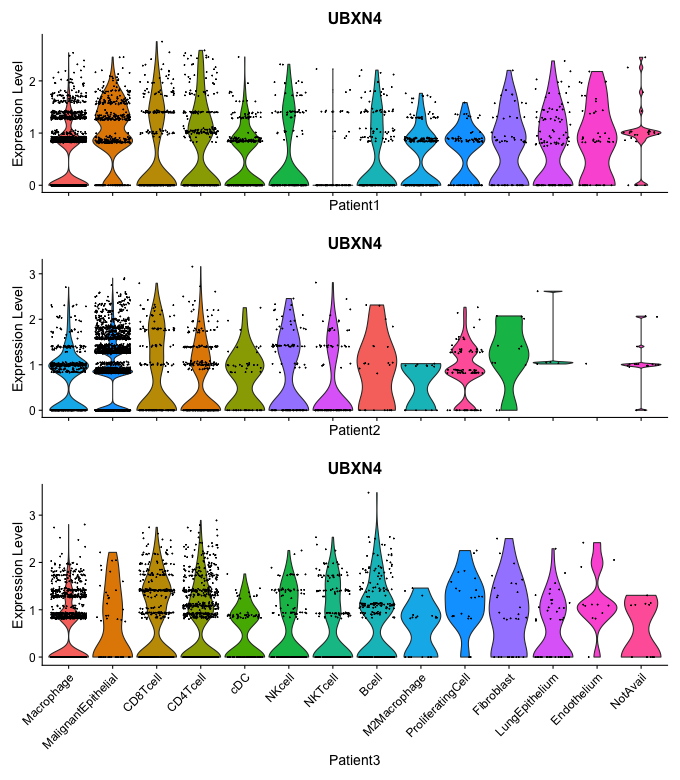 UBXN4
Expression Level
2
1
0
Patient1
UBXN4
Expression Level
3
2
1
0
Patient2
UBXN4
Expression Level
3
2
1
0
Macrophage
MalignantEpithelial
CD8Tcell
CD4Tcell
cDC
NKcell
NKTcell
Bcell
M2Macrophage
ProliferatingCell
Fibroblast
LungEpithelium
Endothelium
NotAvail
Patient3